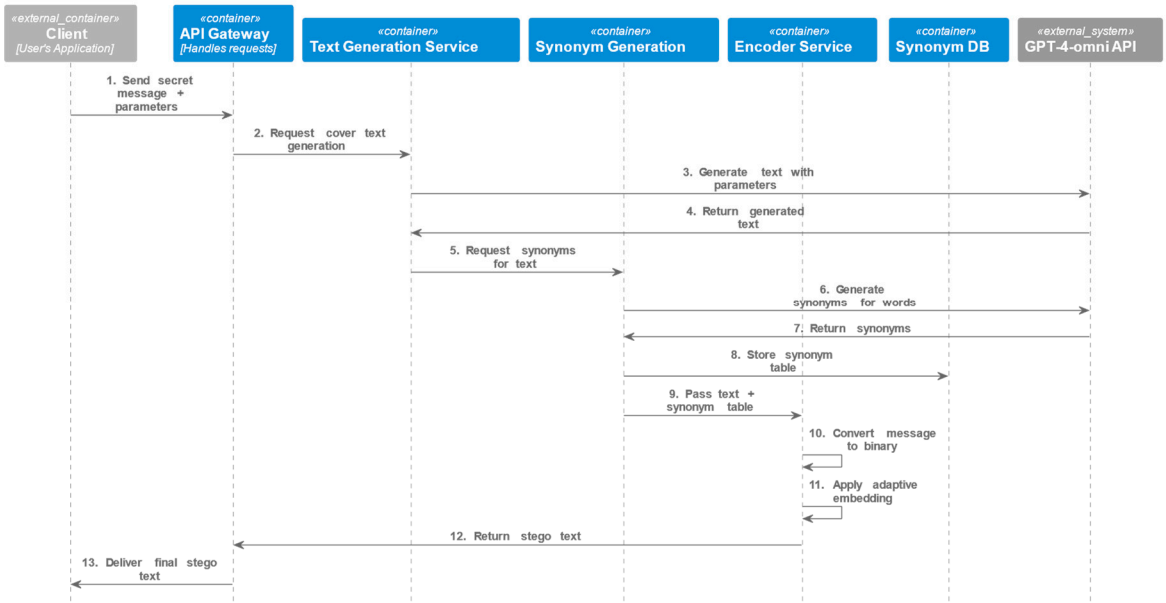 «external_container»
Client
[User's Application]
«container»
API Gateway
[Handles requests]
«container»
Text Generation Service
«container»
Synonym Generation
«container»
Encoder Service
«container»
Synonym DB
«external_system»
GPT-4-omni API
1. Send secret
message +
parameters
2. Request cover text
generation
3. Generate text with
parameters
4. Return generated
text
5. Request synonyms
for text
6. Generate
synonyms for words
7. Return synonyms
8. Store synonym
table
9. Pass text +
synonym table
10. Convert message
to binary
11. Apply adaptive
embedding
12. Return stego text
13. Deliver final stego
text